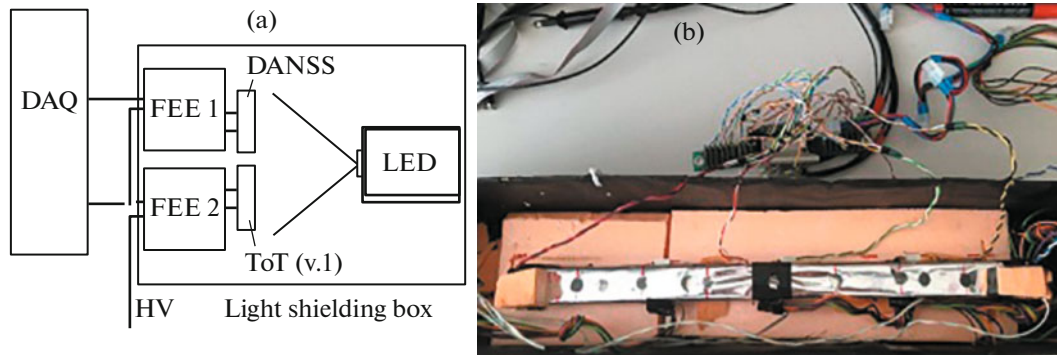 (a)
DANSS
DAQ
FEE 1
LED
FEE 2
ToT (v.1)
HV
Light shielding box
(b)